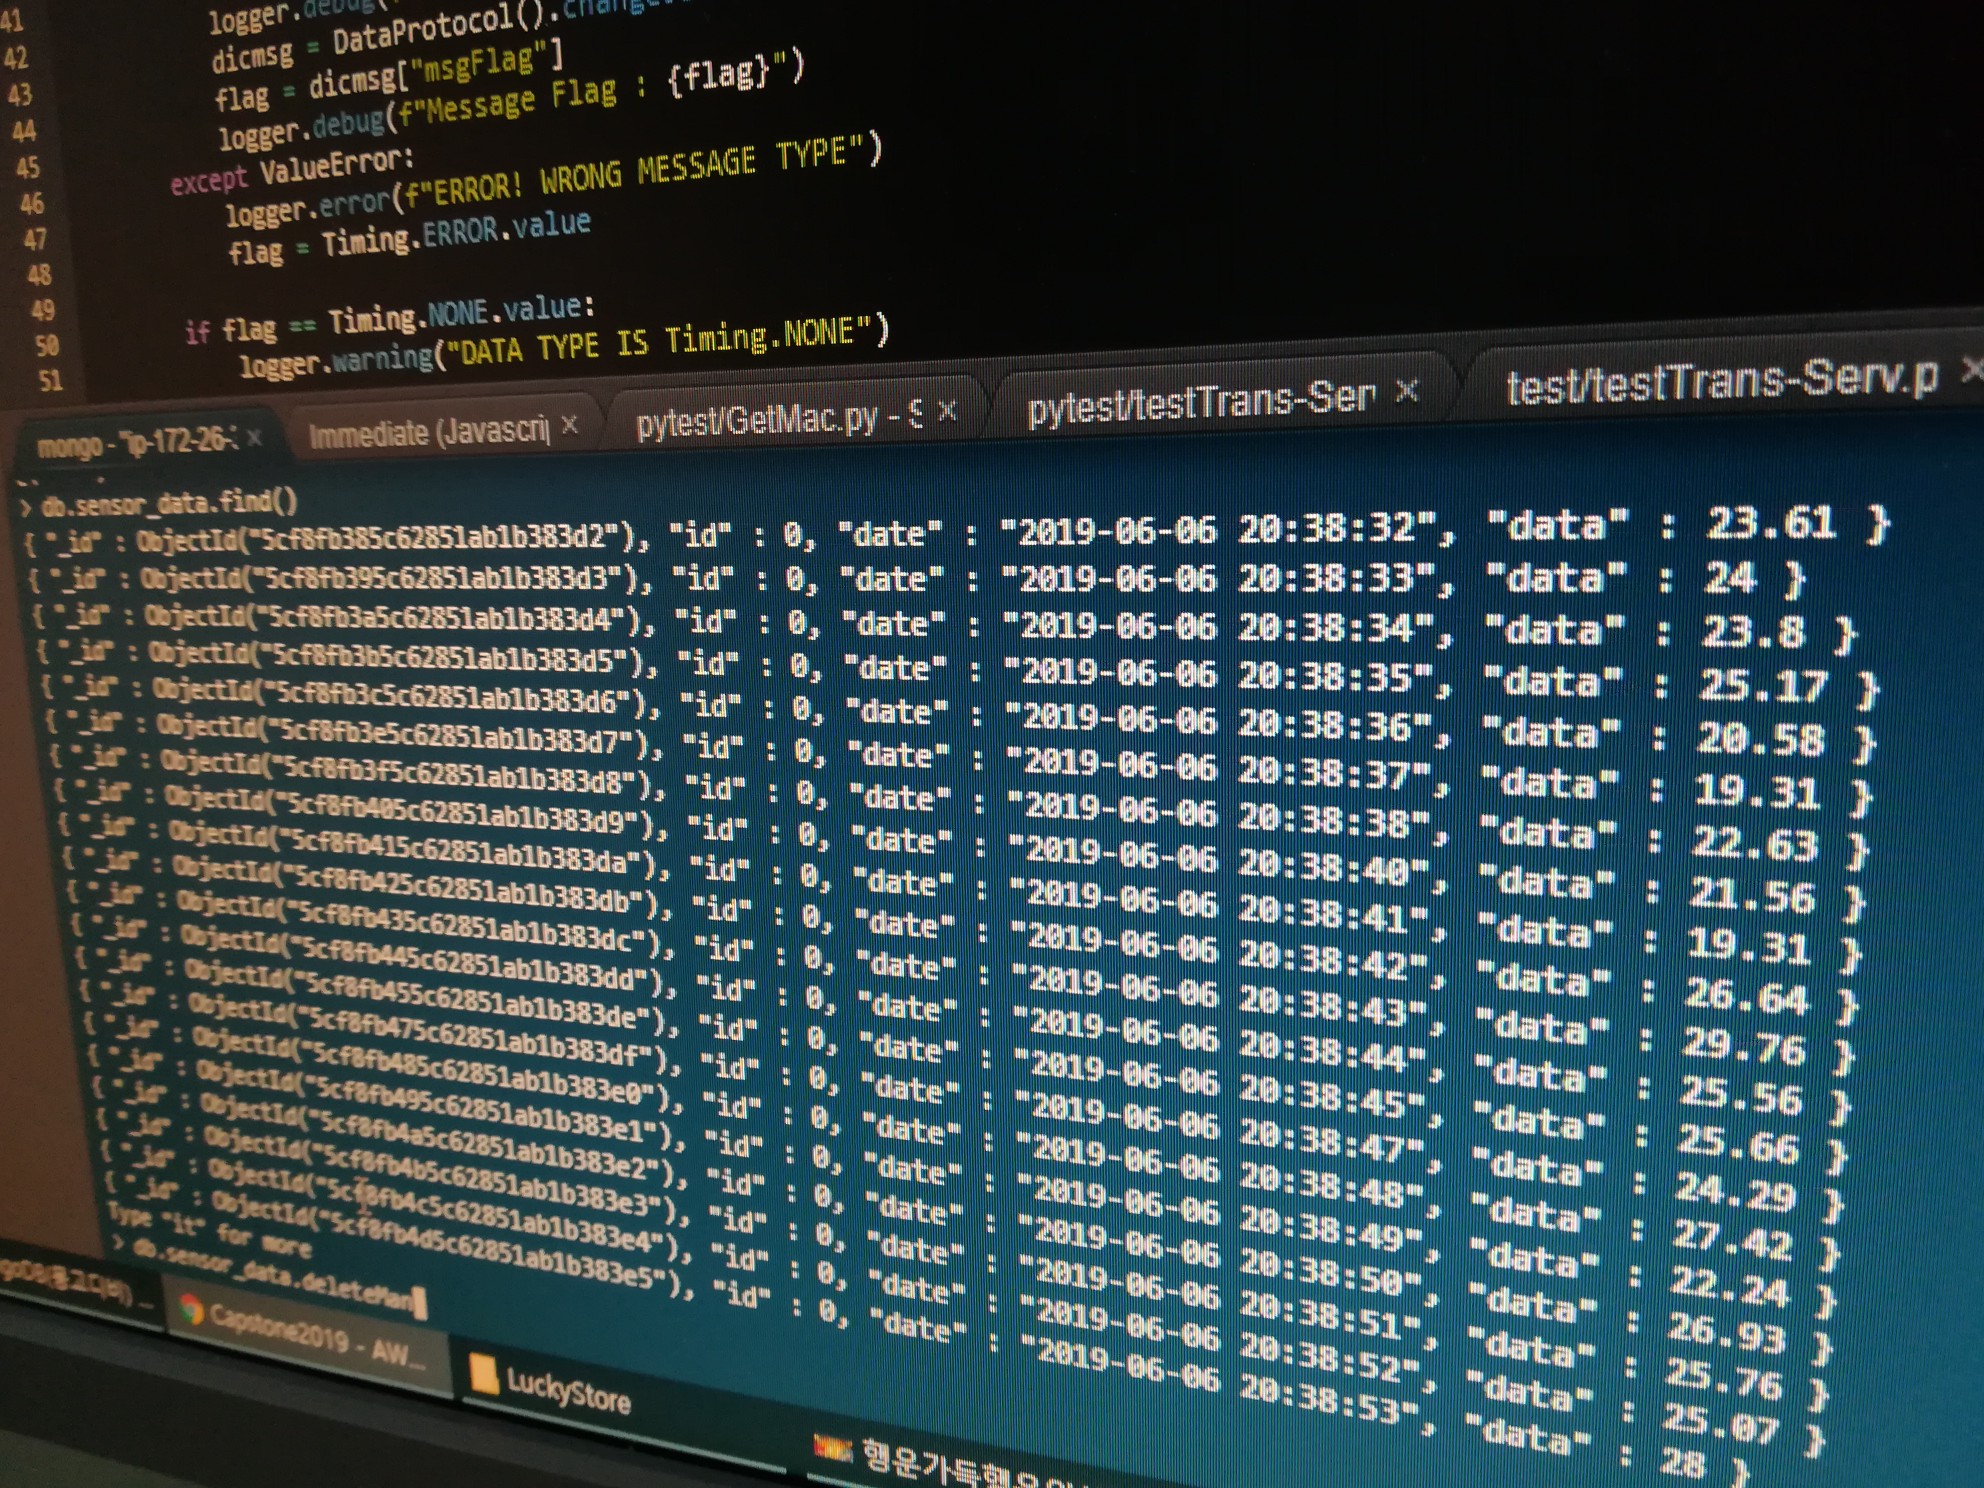 41 logger.debug(
42 dicmsg = DataProtocol().change
43 flag = dicmsg["msgFlag"]
44 logger.debug(f"Message Flag : {flag}")
45 except ValueError:
46 logger.error(f"ERROR! WRONG MESSAGE TYPE")
47 flag = Timing.ERROR.value
48
49 if flag == Timing.NONE.value:
50 logger.warning("DATA TYPE IS Timing.NONE")
51
mongo - "ip-172-26-: × Immediate (Javascri × pytest/GetMac.py - S × pytest/testTrans-Ser × test/testTrans-Serv.p ×
> db.sensor_data.find()
{ "_id" : ObjectId("5cf8fb385c62851ab1b383d2"), "id" : 0, "date" : "2019-06-06 20:38:32", "data" : 23.61 }
{ "_id" : ObjectId("5cf8fb395c62851ab1b383d3"), "id" : 0, "date" : "2019-06-06 20:38:33", "data" : 24 }
{ "_id" : ObjectId("5cf8fb3a5c62851ab1b383d4"), "id" : 0, "date" : "2019-06-06 20:38:34", "data" : 23.8 }
{ "_id" : ObjectId("5cf8fb3b5c62851ab1b383d5"), "id" : 0, "date" : "2019-06-06 20:38:35", "data" : 25.17 }
{ "_id" : ObjectId("5cf8fb3c5c62851ab1b383d6"), "id" : 0, "date" : "2019-06-06 20:38:36", "data" : 20.58 }
{ "_id" : ObjectId("5cf8fb3e5c62851ab1b383d7"), "id" : 0, "date" : "2019-06-06 20:38:37", "data" : 19.31 }
{ "_id" : ObjectId("5cf8fb3f5c62851ab1b383d8"), "id" : 0, "date" : "2019-06-06 20:38:38", "data" : 22.63 }
{ "_id" : ObjectId("5cf8fb405c62851ab1b383d9"), "id" : 0, "date" : "2019-06-06 20:38:40", "data" : 21.56 }
{ "_id" : ObjectId("5cf8fb415c62851ab1b383da"), "id" : 0, "date" : "2019-06-06 20:38:41", "data" : 19.31 }
{ "_id" : ObjectId("5cf8fb425c62851ab1b383db"), "id" : 0, "date" : "2019-06-06 20:38:42", "data" : 26.64 }
{ "_id" : ObjectId("5cf8fb435c62851ab1b383dc"), "id" : 0, "date" : "2019-06-06 20:38:43", "data" : 29.76 }
{ "_id" : ObjectId("5cf8fb445c62851ab1b383dd"), "id" : 0, "date" : "2019-06-06 20:38:44", "data" : 25.56 }
{ "_id" : ObjectId("5cf8fb455c62851ab1b383de"), "id" : 0, "date" : "2019-06-06 20:38:45", "data" : 25.66 }
{ "_id" : ObjectId("5cf8fb475c62851ab1b383df"), "id" : 0, "date" : "2019-06-06 20:38:47", "data" : 24.29 }
{ "_id" : ObjectId("5cf8fb485c62851ab1b383e0"), "id" : 0, "date" : "2019-06-06 20:38:48", "data" : 27.42 }
{ "_id" : ObjectId("5cf8fb495c62851ab1b383e1"), "id" : 0, "date" : "2019-06-06 20:38:49", "data" : 22.24 }
{ "_id" : ObjectId("5cf8fb4a5c62851ab1b383e2"), "id" : 0, "date" : "2019-06-06 20:38:50", "data" : 26.93 }
{ "_id" : ObjectId("5cf8fb4b5c62851ab1b383e3"), "id" : 0, "date" : "2019-06-06 20:38:51", "data" : 25.76 }
{ "_id" : ObjectId("5cf8fb4c5c62851ab1b383e4"), "id" : 0, "date" : "2019-06-06 20:38:52", "data" : 25.07 }
{ "_id" : ObjectId("5cf8fb4d5c62851ab1b383e5"), "id" : 0, "date" : "2019-06-06 20:38:53", "data" : 28 }
Type "it" for more
> db.sensor_data.deleteMan
Capstone2019 - AW... LuckyStore